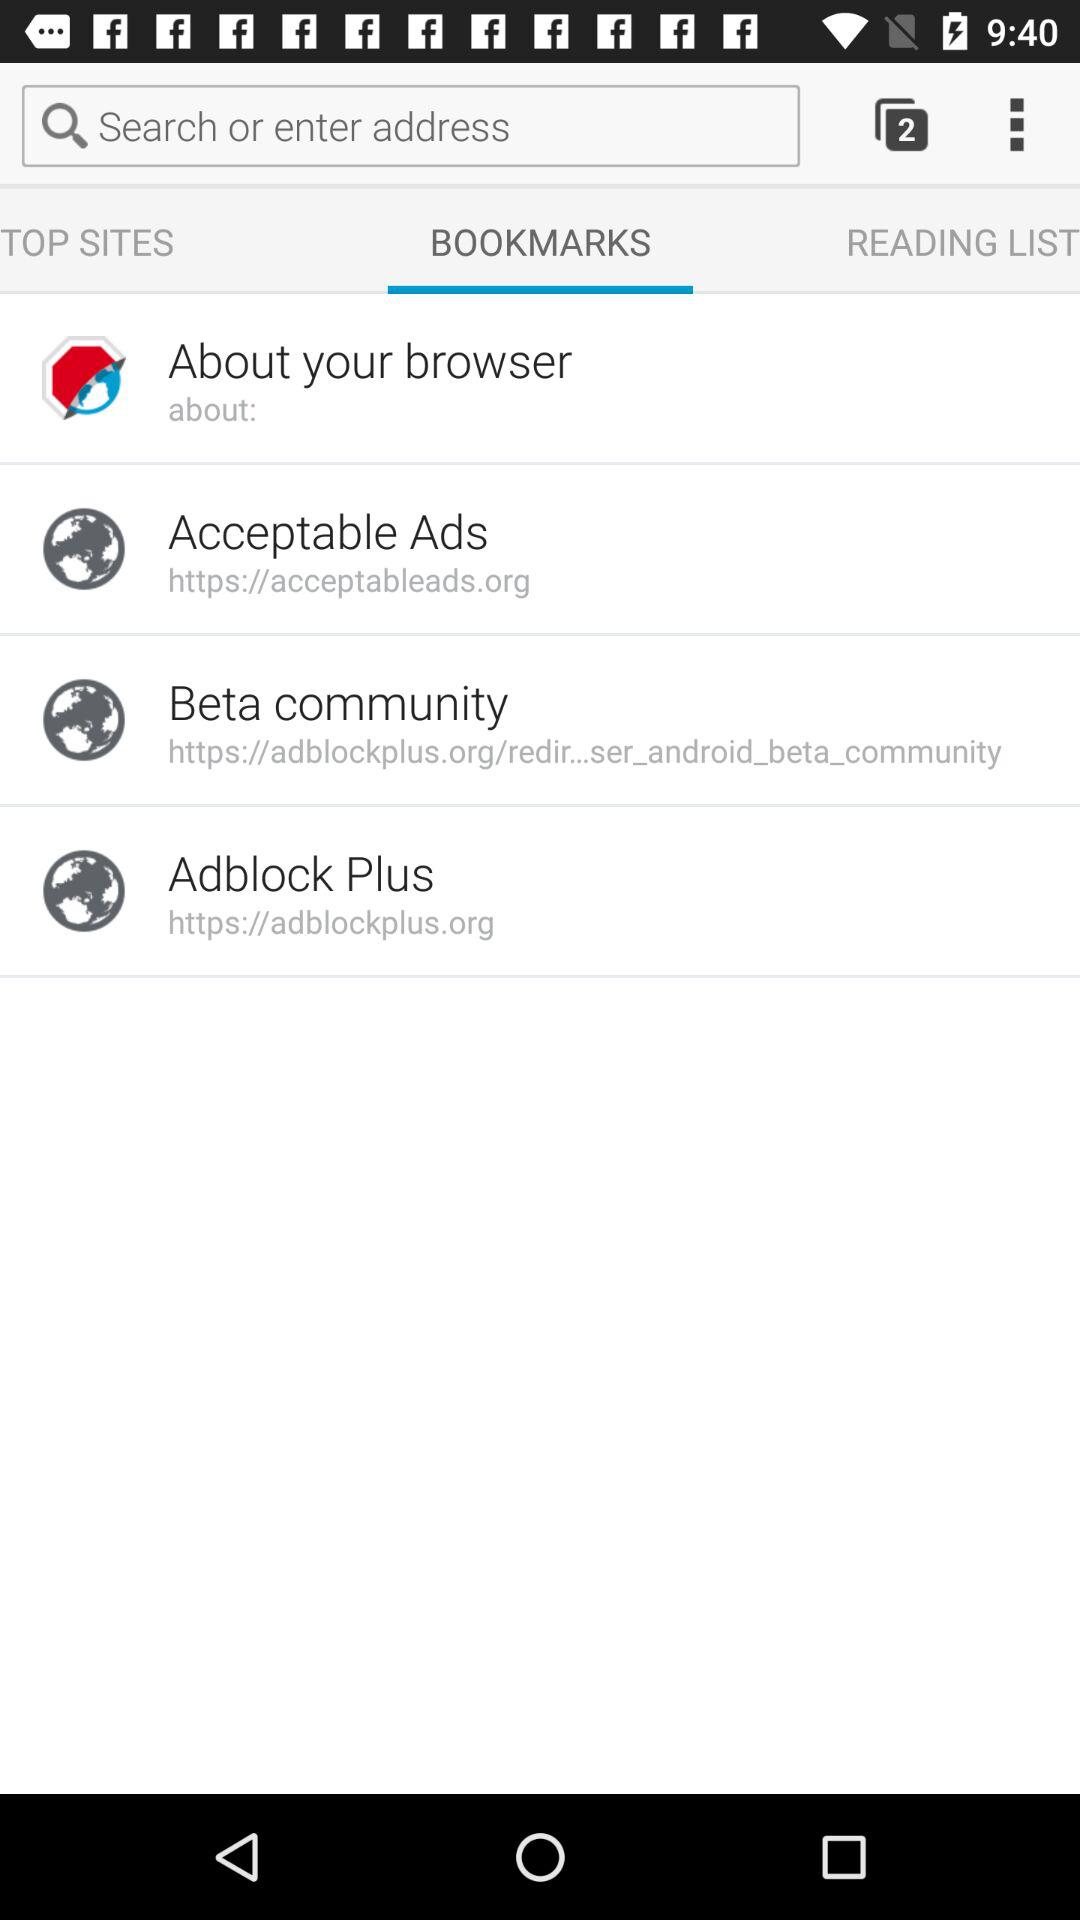 9:40
Search or enter address
2
TOP SITES
BOOKMARKS
READING LIST
About your browser
about:
Acceptable Ads
https://acceptableads.org
Beta community
https://adblockplus.org/redir...ser_android_beta_community
Adblock Plus
https://adblockplus.org